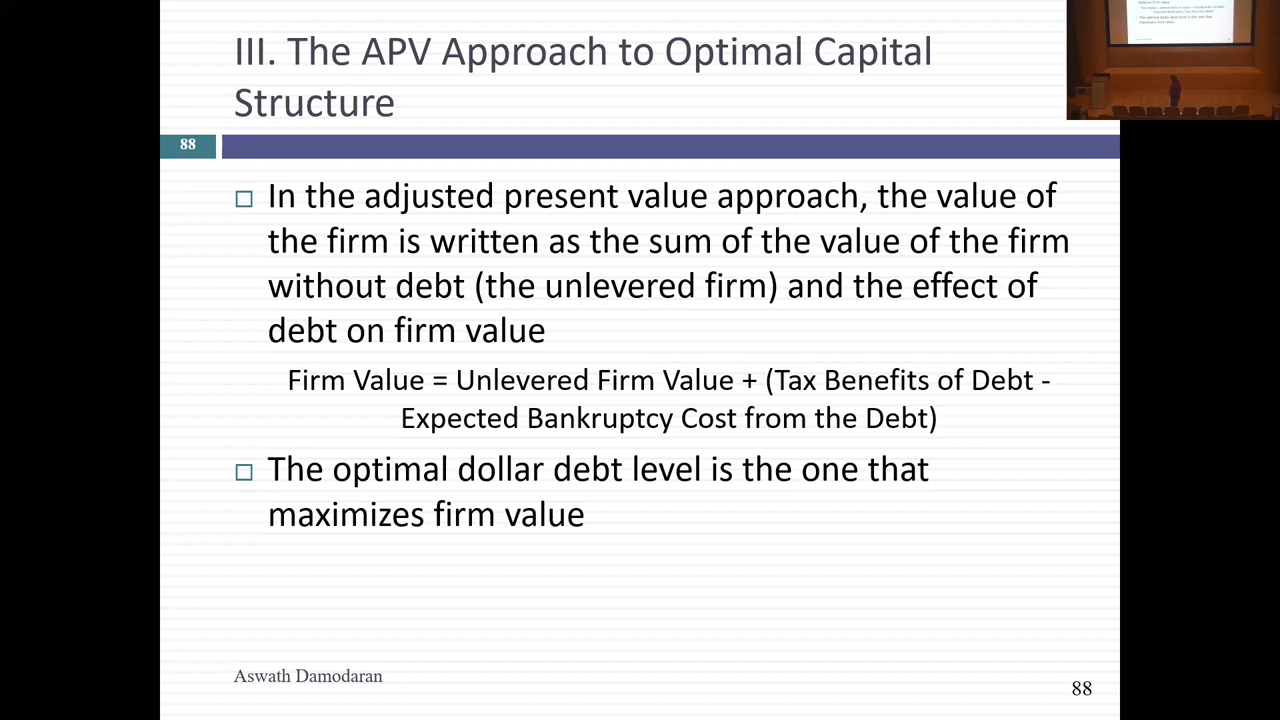 III. The APV Approach to Optimal Capital
Structure
88
In the adjusted present value approach, the value of
the firm is written as the sum of the value of the firm
without debt (the unlevered firm) and the effect of
debt on firm value
Firm Value = Unlevered Firm Value + (Tax Benefits of Debt -
Expected Bankruptcy Cost from the Debt)
The optimal dollar debt level is the one that
maximizes firm value
Aswath Damodaran
88